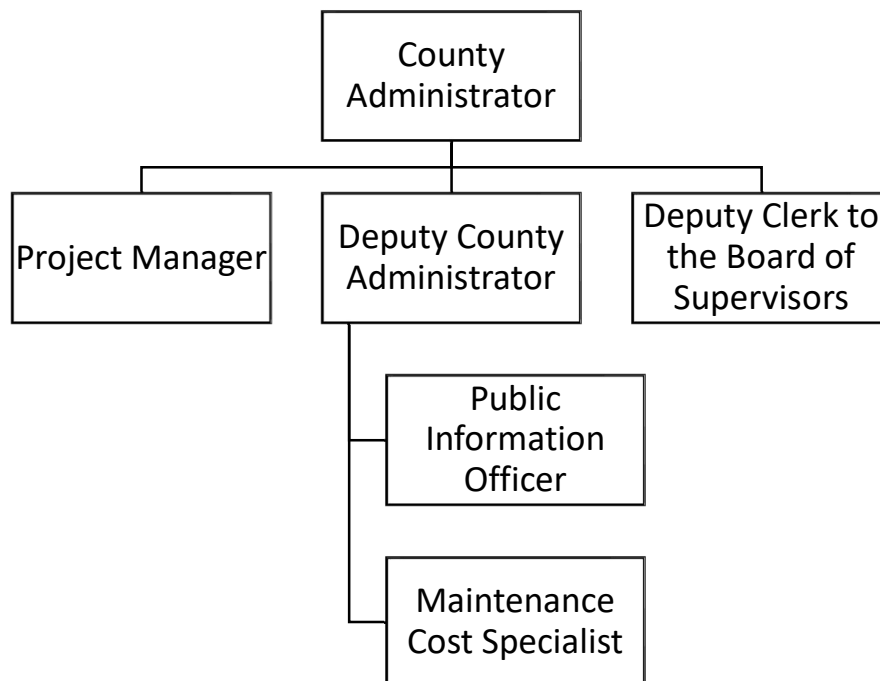 County
Administrator
Project Manager
Deputy County
Administrator
Deputy Clerk to
the Board of
Supervisors
Public
Information
Officer
Maintenance
Cost Specialist